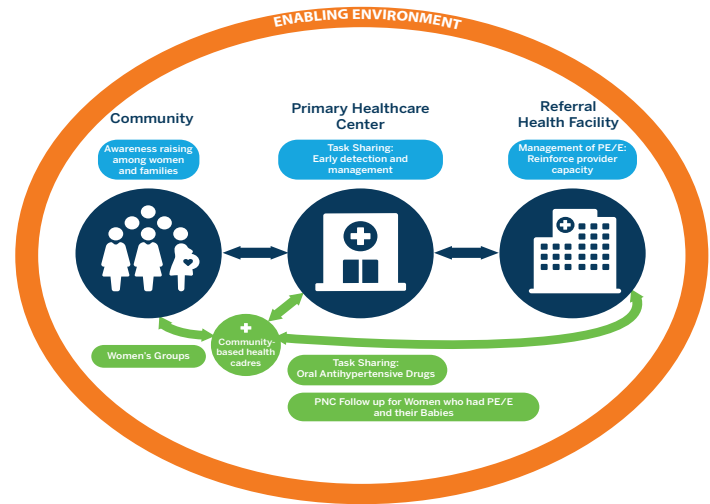 ENABLING ENVIRONMENT
Community
Primary Healthcare
Center
Referral
Health Facility
Awareness raising
among women
and families
Task Sharing:
Early detection and
management
Management of PE/E:
Reinforce provider
capacity
Community-
based health
cadres
Women's Groups
Task Sharing:
Oral Antihypertensive Drugs
PNC Follow up for Women who had PE/E
and their Babies